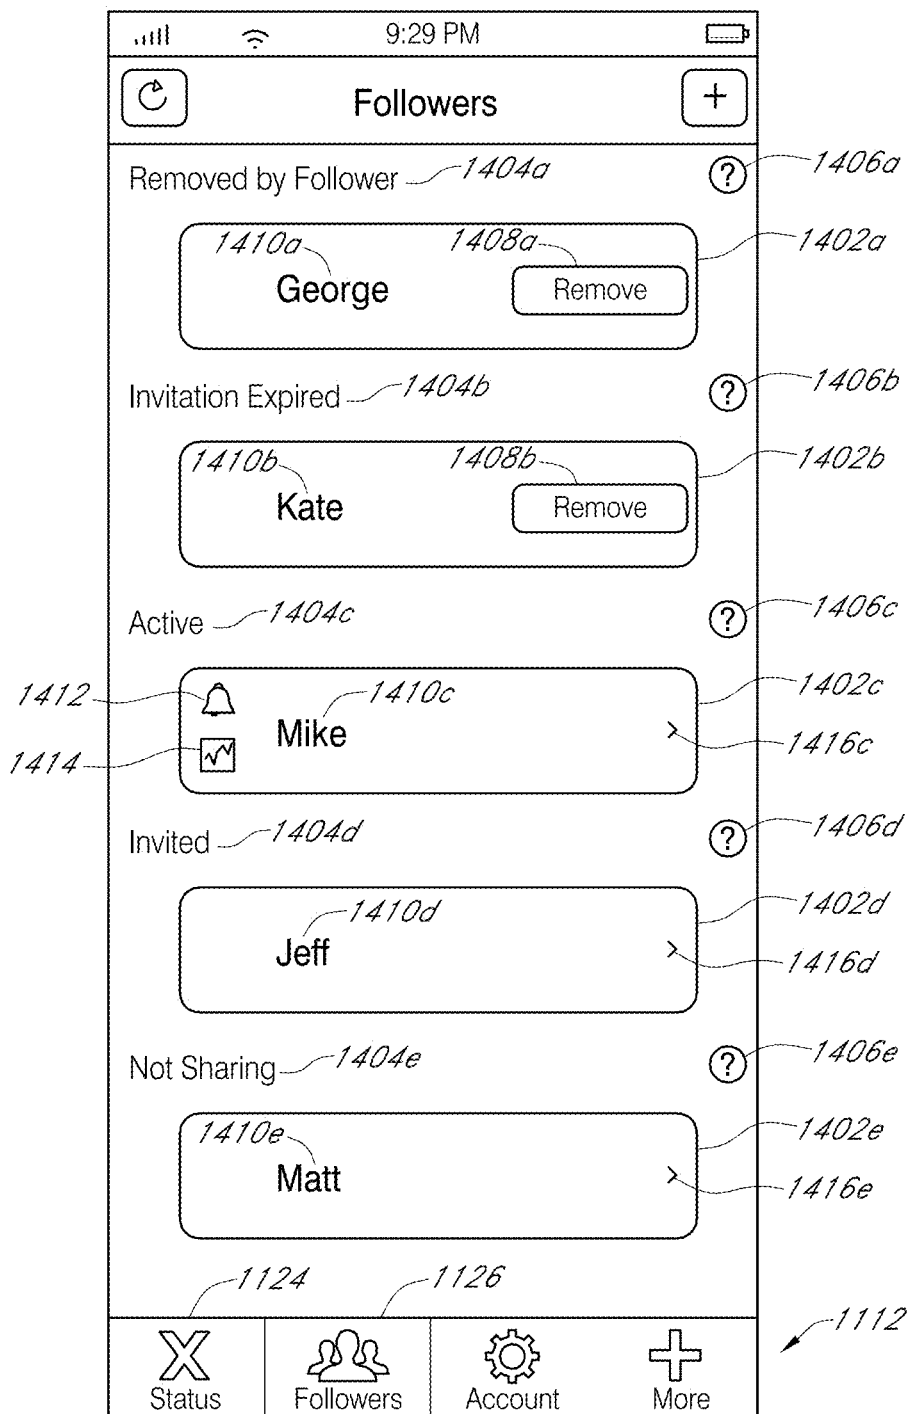 9:29 PM
Followers +
Removed by Follower 1404a ? 1406a
1410a 1408a 1402a
George Remove
Invitation Expired 1404b ? 1406b
1410b 1408b 1402b
Kate Remove
Active 1404c ? 1406c
1412 1410c 1402c
Mike > 1416c
1414
Invited 1404d ? 1406d
1410d 1402d
Jeff > 1416d
Not Sharing 1404e ? 1406e
1410e 1402e
Matt > 1416e
1124 1126
1112
Status Followers Account More